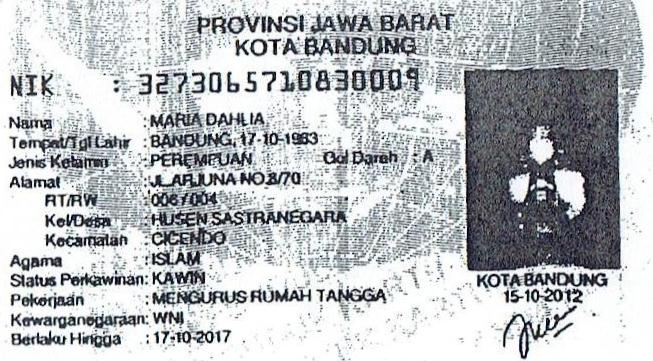 PROVINSI JAWA BARAT
KOTA BANDUNG
NIK : 3273065710830009
Nama : MARIA DAHLIA
Tempat/Tgl Lahir : BANDUNG, 17-10-1983
Jenis Kelamin : PEREMPUAN Gol Darah : A
Alamat : JL.ARJUNA NO.8/70
RT/RW : 006/004
Kel/Desa : HUSEN SASTRANEGARA
Kecamatan : CICENDO
Agama : ISLAM
Status Perkawinan: KAWIN
Pekerjaan : MENGURUS RUMAH TANGGA
Kewarganegaraan: WNI
Berlaku Hingga : 17-10-2017
KOTA BANDUNG
15-10-2012